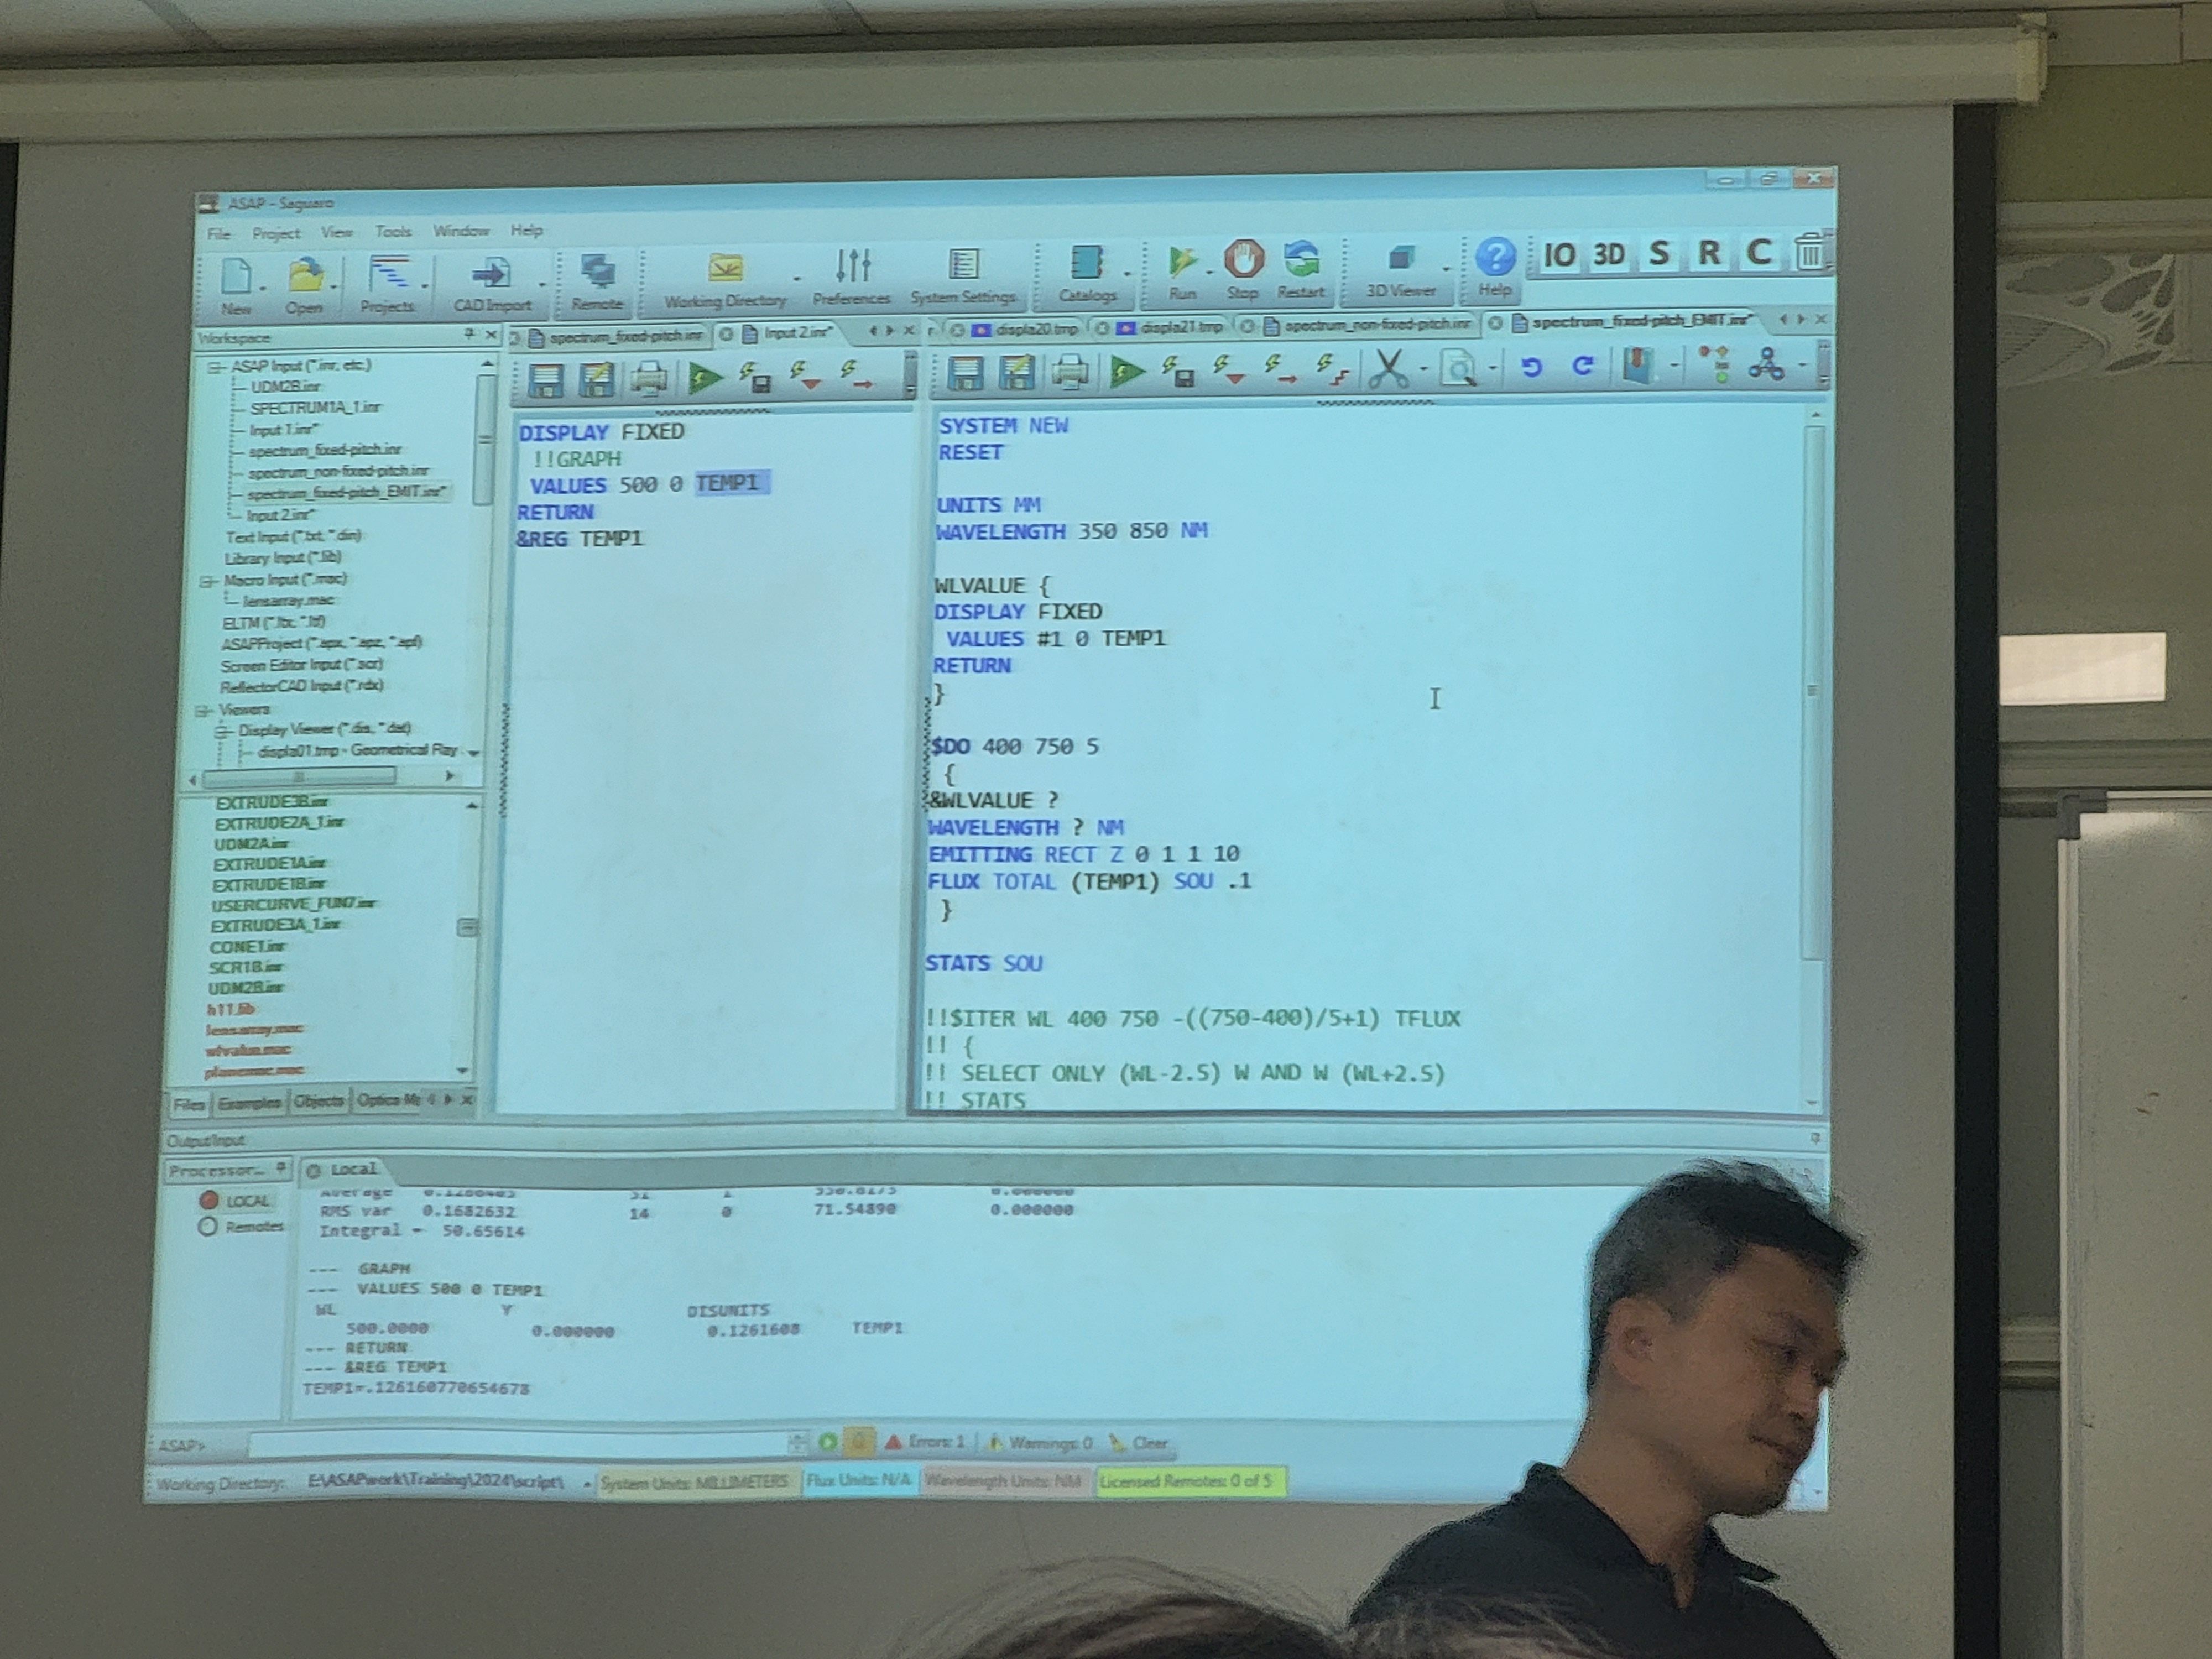 ASAP - Saguaro
File Project View Tools Window Help
New Open Projects CAD Import Remote Working Directory Preferences System Settings Catalogs Run Stop Restart 3D Viewer Help IO 3D S R C
Workspace
ASAP Input (*.inr, etc.)
UDM2B.inr
SPECTRUM1A_1.inr
Input 1.inr*
spectrum_fixed-pitch.inr
spectrum_non-fixed-pitch.inr
spectrum_fixed-pitch_EMIT.inr*
Input 2.inr*
Text Input (*.txt, *.din)
Library Input (*.lib)
Macro Input (*.mac)
lensarray.mac
ELTM (*.ltx, *.ltf)
ASAPProject (*.apx, *.apz, *.apf)
Screen Editor Input (*.scr)
ReflectorCAD Input (*.rdx)
Viewers
Display Viewer (*.dis, *.dat)
displa01.tmp - Geometrical Ray
EXTRUDE3B.inr
EXTRUDE2A_1.inr
UDM2A.inr
EXTRUDE1A.inr
EXTRUDE1B.inr
USERCURVE_FUN7.inr
EXTRUDE3A_1.inr
CONE1.inr
SCR1B.inr
UDM2B.inr
h11.lib
lensarray.mac
wlvalue.mac
planemac.mac
Files Examples Objects Optics Ma
spectrum_fixed-pitch.inr Input 2.inr*
DISPLAY FIXED
!!GRAPH
VALUES 500 0 TEMP1
RETURN
&REG TEMP1
r displa20.tmp displa21.tmp spectrum_non-fixed-pitch.inr spectrum_fixed-pitch_EMIT.inr*
SYSTEM NEW
RESET
UNITS MM
WAVELENGTH 350 850 NM
WLVALUE {
DISPLAY FIXED
VALUES #1 0 TEMP1
RETURN
}
$DO 400 750 5
{
&WLVALUE ?
WAVELENGTH ? NM
EMITTING RECT Z 0 1 1 10
FLUX TOTAL (TEMP1) SOU .1
}
STATS SOU
!!$ITER WL 400 750 -((750-400)/5+1) TFLUX
!! {
!! SELECT ONLY (WL-2.5) W AND W (WL+2.5)
!! STATS
Output/Input
Processor...
LOCAL
Remotes
Local
Average
RMS var 0.1682632 14 0 71.54890 0.000000
Integral = 50.65614
--- GRAPH
--- VALUES 500 0 TEMP1
WL Y DISUNITS
500.0000 0.000000 0.1261608 TEMP1
--- RETURN
--- &REG TEMP1
TEMP1=.126160770654678
ASAP> Errors: 1 Warnings: 0 Clear
Working Directory: E:\ASAPwork\Training\2024\script\ System Units: MILLIMETERS Flux Units: N/A Wavelength Units: NM Licensed Remotes: 0 of 5